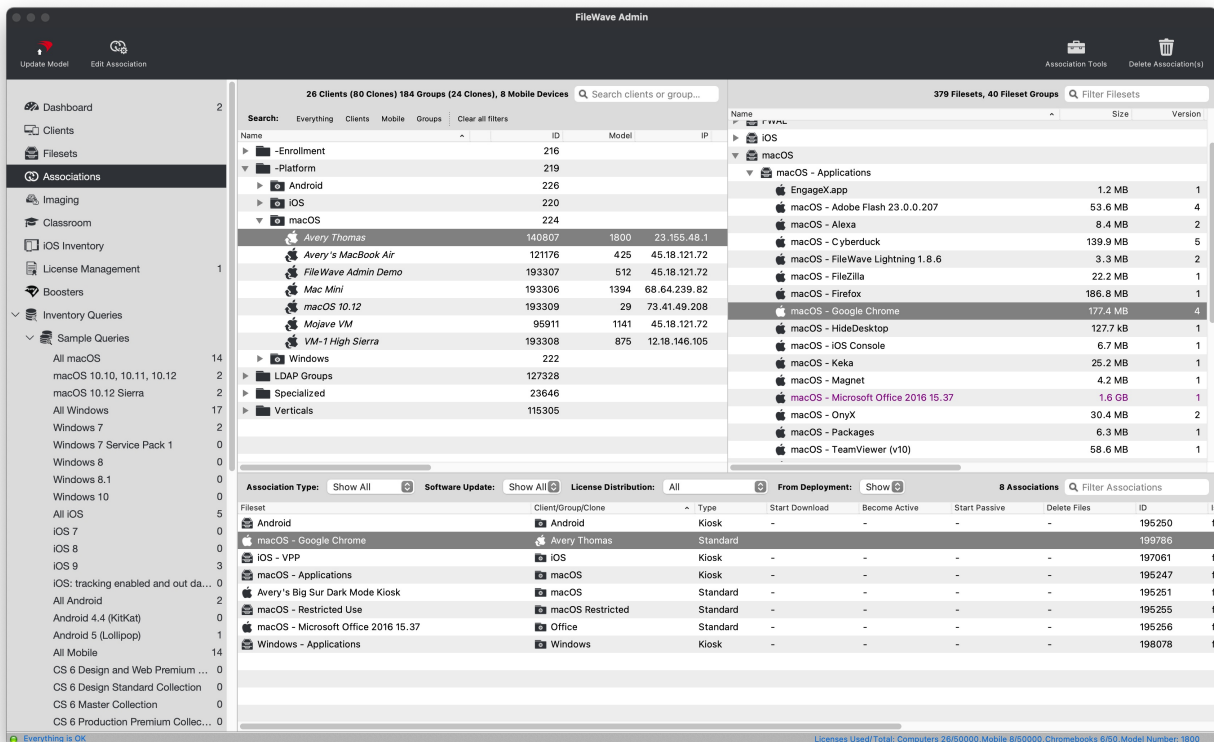 FileWave Admin
Update Model
Edit Association
Association Tools
Delete Association(s)
Dashboard 2
Clients
Filesets
Associations
Imaging
Classroom
iOS Inventory
License Management 1
Boosters
Inventory Queries
Sample Queries
All macOS 14
macOS 10.10, 10.11, 10.12 2
macOS 10.12 Sierra 2
All Windows 17
Windows 7 2
Windows 7 Service Pack 1 0
Windows 8 0
Windows 8.1 0
Windows 10 0
All iOS 5
iOS 7 0
iOS 8 0
iOS 9 3
iOS: tracking enabled and out da... 0
All Android 2
Android 4.4 (KitKat) 0
Android 5 (Lollipop) 1
All Mobile 14
CS 6 Design and Web Premium ... 0
CS 6 Design Standard Collection 0
CS 6 Master Collection 0
CS 6 Production Premium Collec... 0
26 Clients (80 Clones) 184 Groups (24 Clones), 8 Mobile Devices Search clients or group...
Search: Everything Clients Mobile Groups Clear all filters
Name ID Model IP
-Enrollment 216
-Platform 219
Android 226
iOS 220
macOS 224
Avery Thomas 140807 1800 23.155.48.1
Avery's MacBook Air 121176 425 45.18.121.72
FileWave Admin Demo 193307 512 45.18.121.72
Mac Mini 193306 1394 68.64.239.82
macOS 10.12 193309 29 73.41.49.208
Mojave VM 95911 1141 45.18.121.72
VM-1 High Sierra 193308 875 12.18.146.105
Windows 222
LDAP Groups 127328
Specialized 23646
Verticals 115305
379 Filesets, 40 Fileset Groups Filter Filesets
Name Size Version
FWAL
iOS
macOS
macOS - Applications
EngageX.app 1.2 MB 1
macOS - Adobe Flash 23.0.0.207 53.6 MB 4
macOS - Alexa 8.4 MB 2
macOS - Cyberduck 139.9 MB 5
macOS - FileWave Lightning 1.8.6 3.3 MB 2
macOS - FileZilla 22.2 MB 1
macOS - Firefox 186.8 MB 1
macOS - Google Chrome 177.4 MB 4
macOS - HideDesktop 127.7 kB 1
macOS - iOS Console 6.7 MB 1
macOS - Keka 25.2 MB 1
macOS - Magnet 4.2 MB 1
macOS - Microsoft Office 2016 15.37 1.6 GB 1
macOS - OnyX 30.4 MB 2
macOS - Packages 6.3 MB 1
macOS - TeamViewer (v10) 58.6 MB 1
Association Type: Show All Software Update: Show All License Distribution: All From Deployment: Show 8 Associations Filter Associations
Fileset Client/Group/Clone Type Start Download Become Active Start Passive Delete Files ID
Android Android Kiosk - - - - 195250
macOS - Google Chrome Avery Thomas Standard - - - - 199786
iOS - VPP iOS Kiosk - - - - 197061
macOS - Applications macOS Kiosk - - - - 195247
Avery's Big Sur Dark Mode Kiosk macOS Standard - - - - 195251
macOS - Restricted Use macOS Restricted Standard - - - - 195255
macOS - Microsoft Office 2016 15.37 Office Standard - - - - 195256
Windows - Applications Windows Kiosk - - - - 198078
Everything is OK
Licenses Used/Total: Computers 26/50000,Mobile 8/50000,Chromebooks 6/50,Model Number: 1800